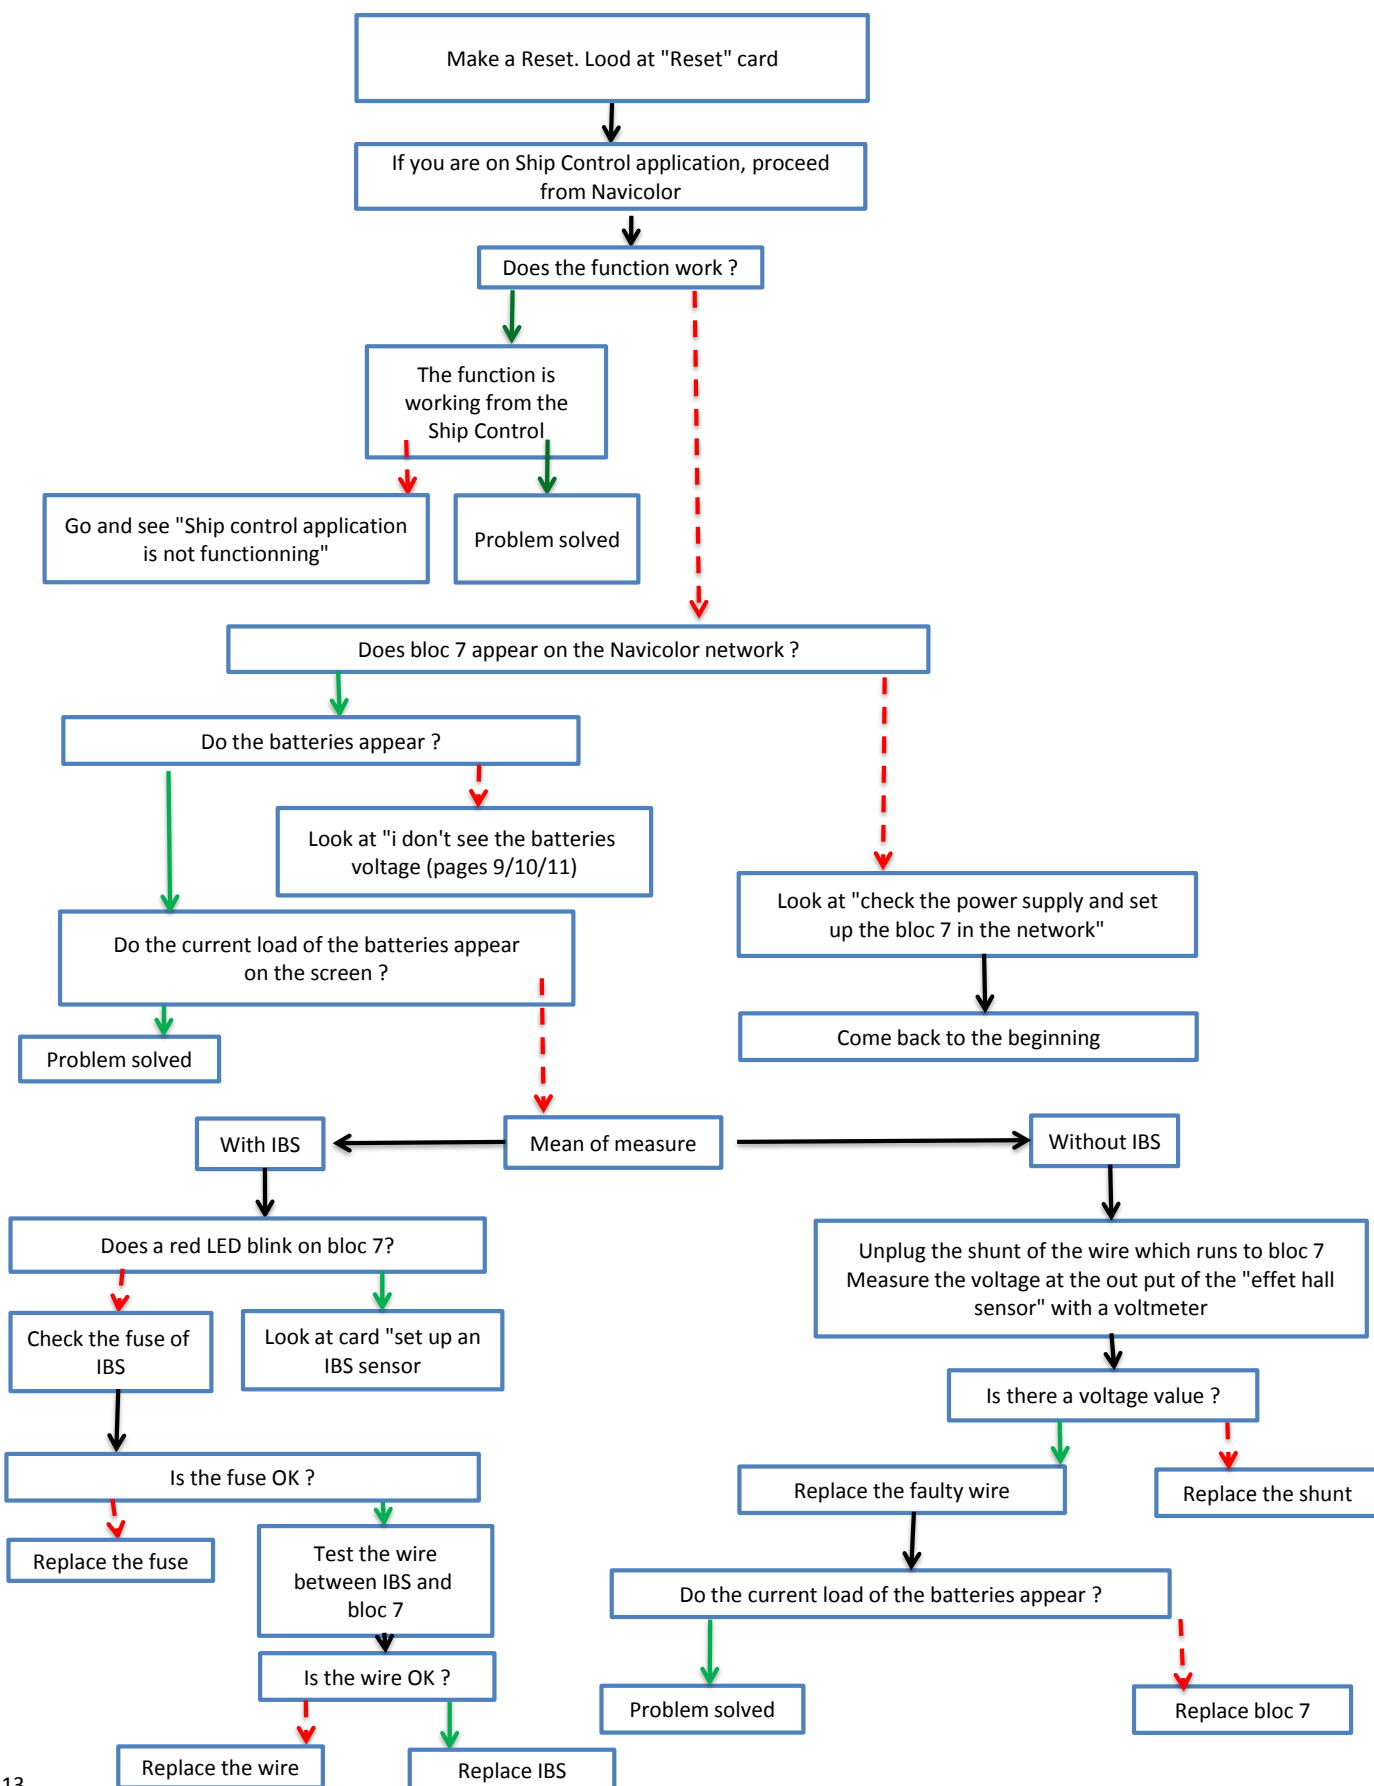 Make a Reset. Lood at "Reset" card
If you are on Ship Control application, proceed
from Navicolor
Does the function work ?
The function is
working from the
Ship Control
Go and see "Ship control application
is not functionning"
Problem solved
Does bloc 7 appear on the Navicolor network ?
Do the batteries appear ?
Look at "i don't see the batteries
voltage (pages 9/10/11)
Look at "check the power supply and set
up the bloc 7 in the network"
Do the current load of the batteries appear
on the screen ?
Come back to the beginning
Problem solved
With IBS
Mean of measure
Without IBS
Does a red LED blink on bloc 7?
Unplug the shunt of the wire which runs to bloc 7
Measure the voltage at the out put of the "effet hall
sensor" with a voltmeter
Check the fuse of
IBS
Look at card "set up an
IBS sensor
Is there a voltage value ?
Is the fuse OK ?
Replace the faulty wire
Replace the shunt
Replace the fuse
Test the wire
between IBS and
bloc 7
Do the current load of the batteries appear ?
Is the wire OK ?
Problem solved
Replace bloc 7
Replace the wire
Replace IBS
13